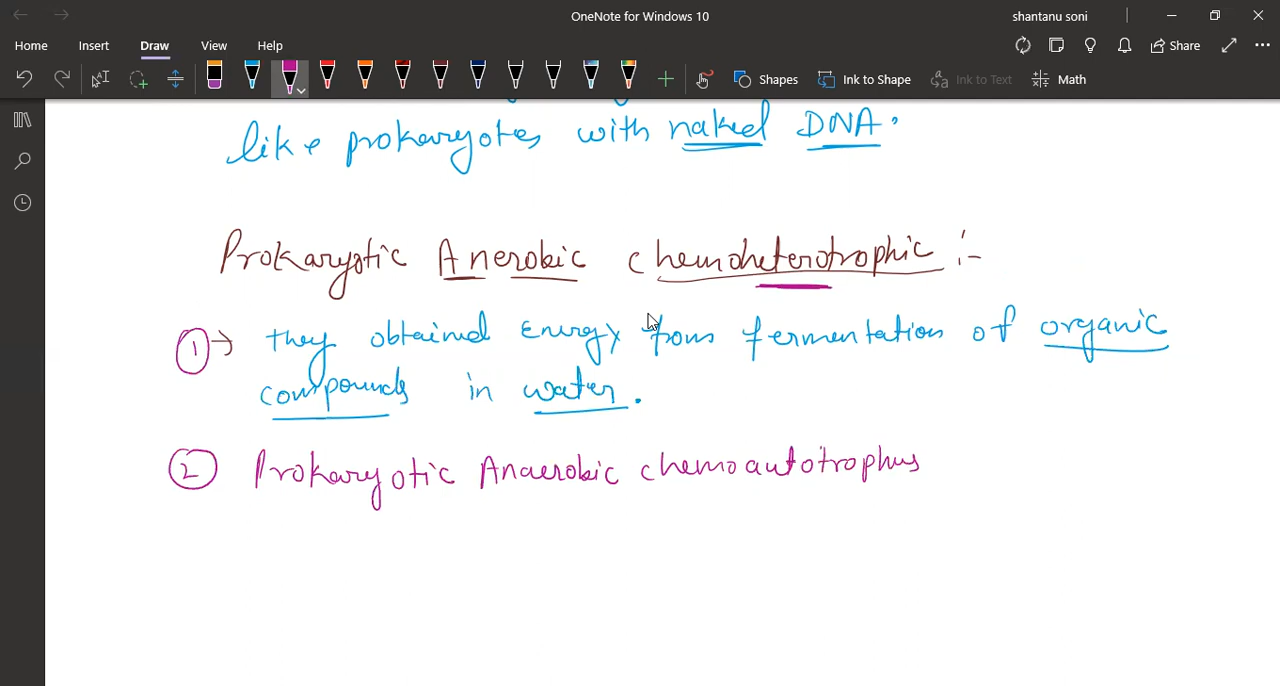 OneNote for Windows 10
shantanu soni
Home Insert Draw View Help
Share
Shapes Ink to Shape Ink to Text Math
like prokaryotes with naked DNA.
Prokaryotic Anerobic chemoheterotrophic :-
1 → they obtained Energy from fermentation of organic
compounds in water.
2 Prokaryotic Anaerobic chemoautotrophus